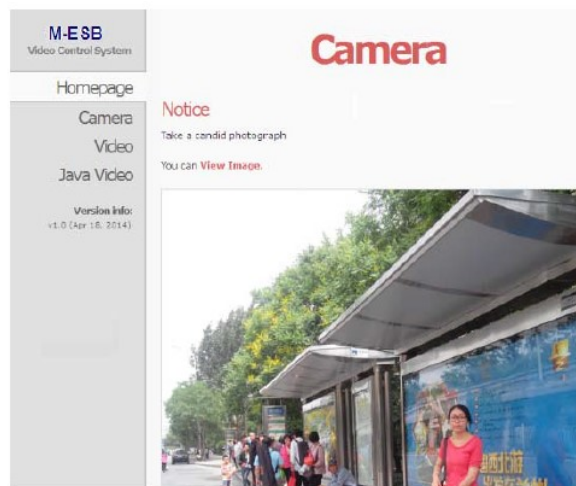 M-ESB
Video Control System
Homepage
Camera
Video
Java Video
Version info:
v1.0 (Apr 18, 2014)
Camera
Notice
Take a candid photograph
You can View Image.